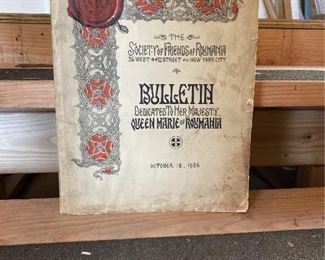 THE
SOCIETY OF FRIENDS OF ROUMANIA
36 WEST 44TH STREET NEW YORK CITY
BULLETIN
DEDICATED TO HER MAJESTY
QUEEN MARIE OF ROUMANIA
OCTOBER 18, 1926